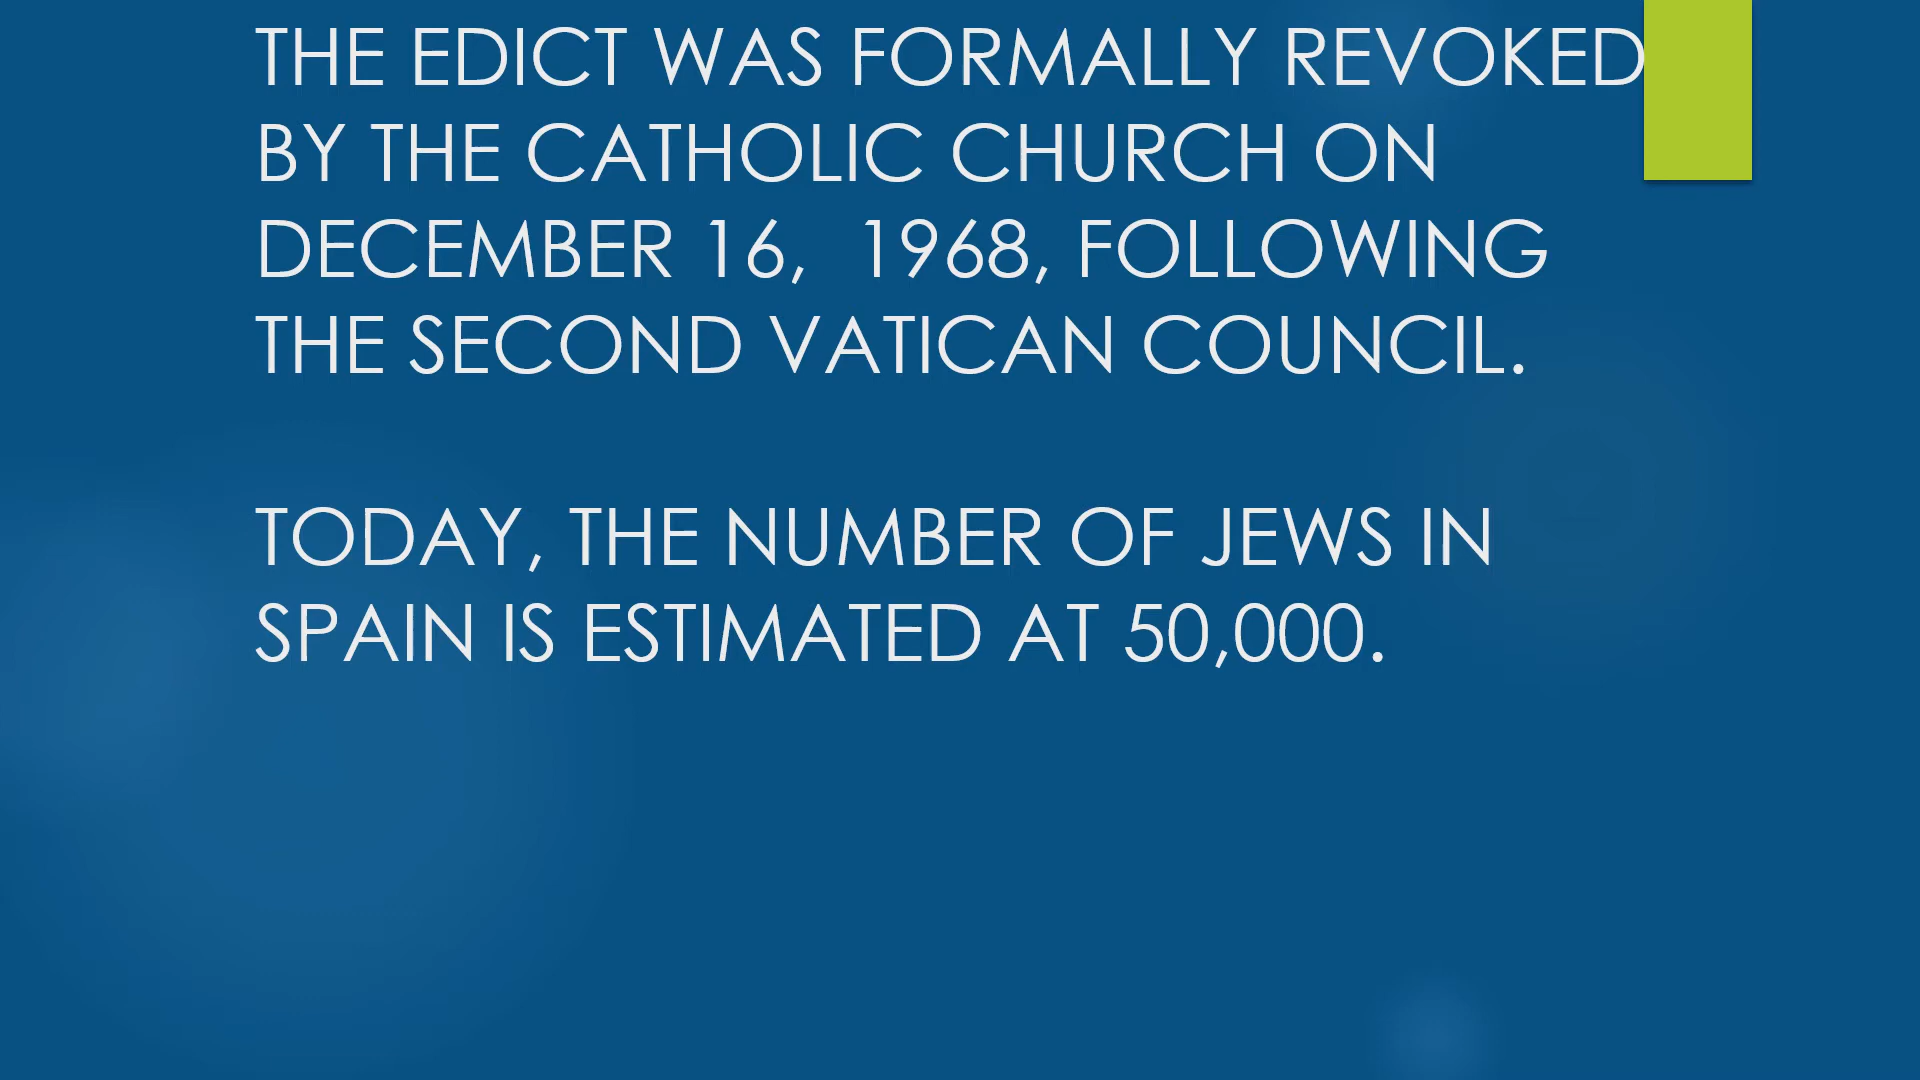 THE EDICT WAS FORMALLY REVOKED
BY THE CATHOLIC CHURCH ON
DECEMBER 16,  1968, FOLLOWING
THE SECOND VATICAN COUNCIL.
TODAY, THE NUMBER OF JEWS IN
SPAIN IS ESTIMATED AT 50,000.